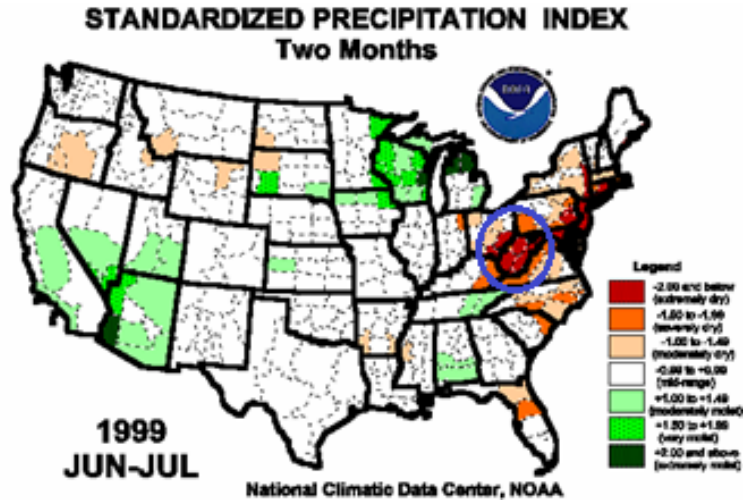 STANDARDIZED PRECIPITATION INDEX
Two Months
NOAA
Legend
-2.00 and below
(extremely dry)
-1.50 to -1.99
(severely dry)
-1.00 to -1.49
(moderately dry)
-0.99 to +0.99
(mid-range)
+1.00 to +1.49
(moderately moist)
+1.50 to +1.99
(very moist)
+2.00 and above
(extremely moist)
1999
JUN-JUL
National Climatic Data Center, NOAA